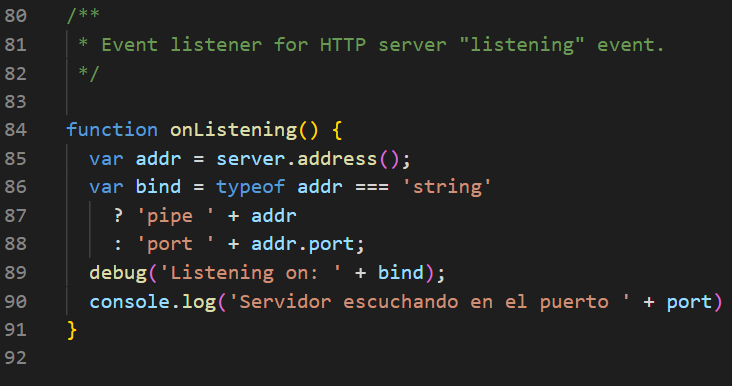 80 /**
81  * Event listener for HTTP server "listening" event.
82  */
83
84 function onListening() {
85   var addr = server.address();
86   var bind = typeof addr === 'string'
87     ? 'pipe ' + addr
88     : 'port ' + addr.port;
89   debug('Listening on: ' + bind);
90   console.log('Servidor escuchando en el puerto ' + port)
91 }
92